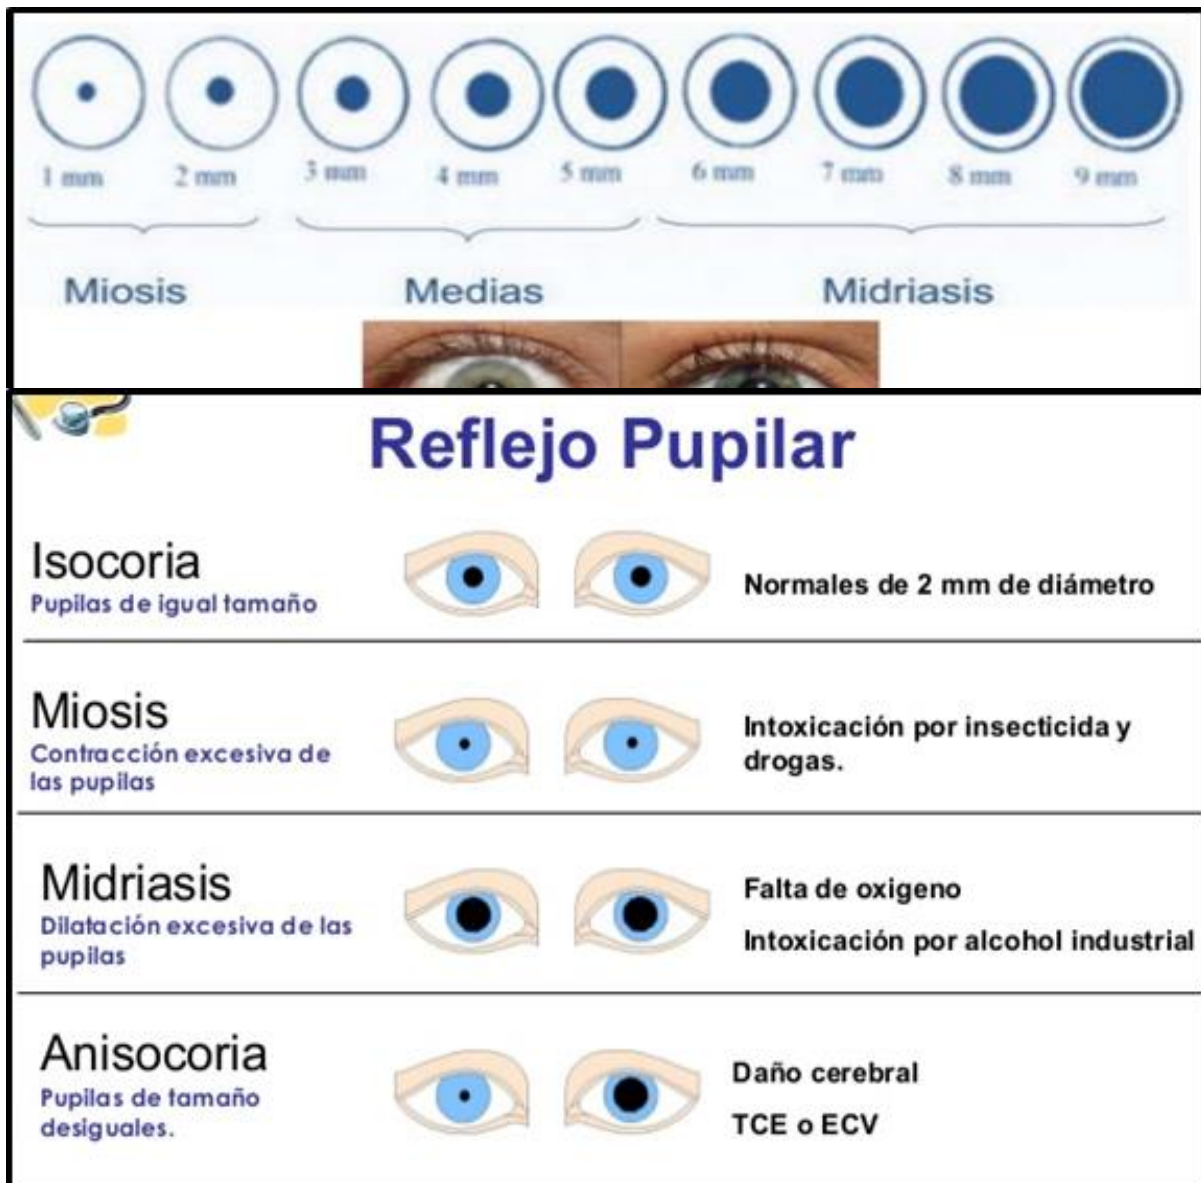 1 mm 2 mm 3 mm 4 mm 5 mm 6 mm 7 mm 8 mm 9 mm
Miosis Medias Midriasis
Reflejo Pupilar
Isocoria
Pupilas de igual tamaño
Normales de 2 mm de diámetro
Miosis
Contracción excesiva de
las pupilas
Intoxicación por insecticida y
drogas.
Midriasis
Dilatación excesiva de las
pupilas
Falta de oxigeno
Intoxicación por alcohol industrial
Anisocoria
Pupilas de tamaño
desiguales.
Daño cerebral
TCE o ECV